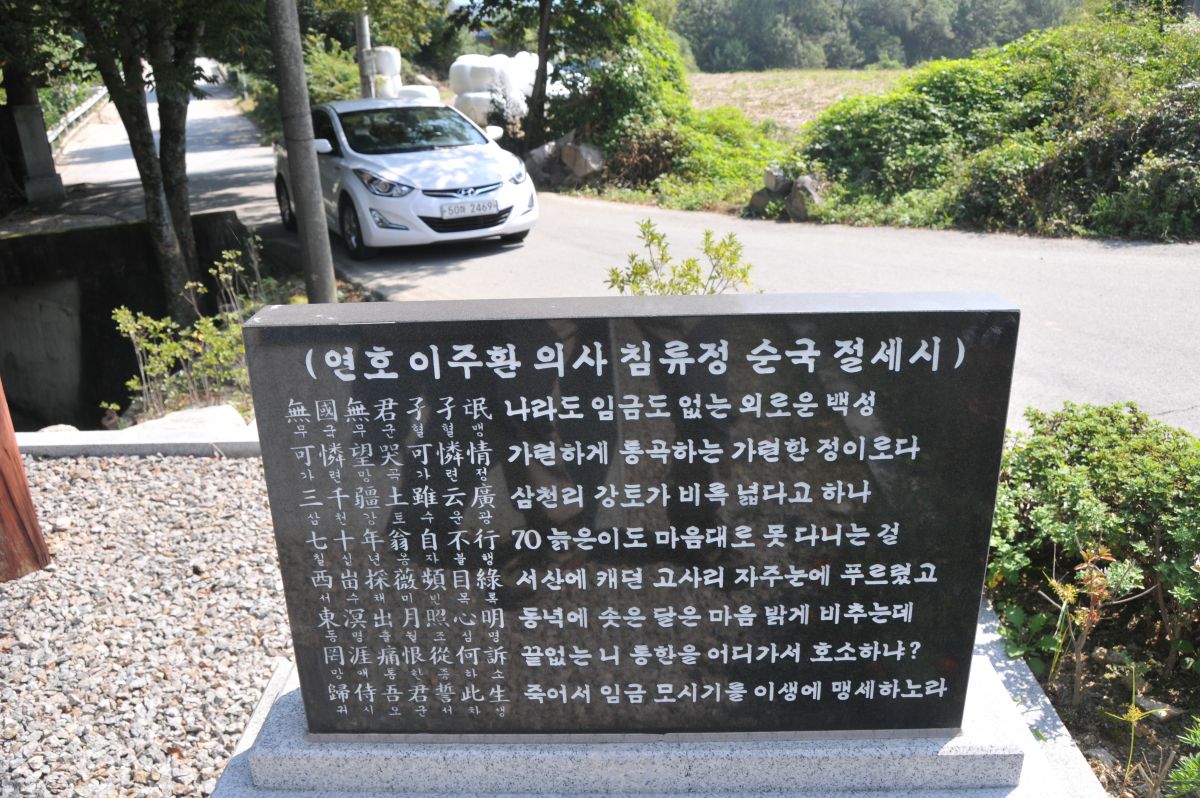 50 2469
(연호 이주환 의사 침류정 순국 절세시)
無國無君孑孑氓 나라도 임금도 없는 외로운 백성
무국무군혈혈맹
可憐望哭可憐情 가련하게 통곡하는 가련한 정이로다
가련망곡가련정
三千疆土雖云廣 삼천리 강토가 비록 넓다고 하나
삼천강토수운광
七十年翁自不行 70 늙은이도 마음대로 못 다니는 걸
칠십년옹자불행
西峀採薇頻目綠 서산에 캐던 고사리 자주눈에 푸르렀고
서수채미빈목록
東溟出月照心明 동녘에 솟은 달은 마음 밝게 비추는데
동명출월조심명
罔涯痛恨從何訴 끝없는 니 통한을 어디가서 호소하냐?
망애통한종하소
歸侍吾君誓此生 죽어서 임금 모시기를 이생에 맹세하노라
귀시오군서차생